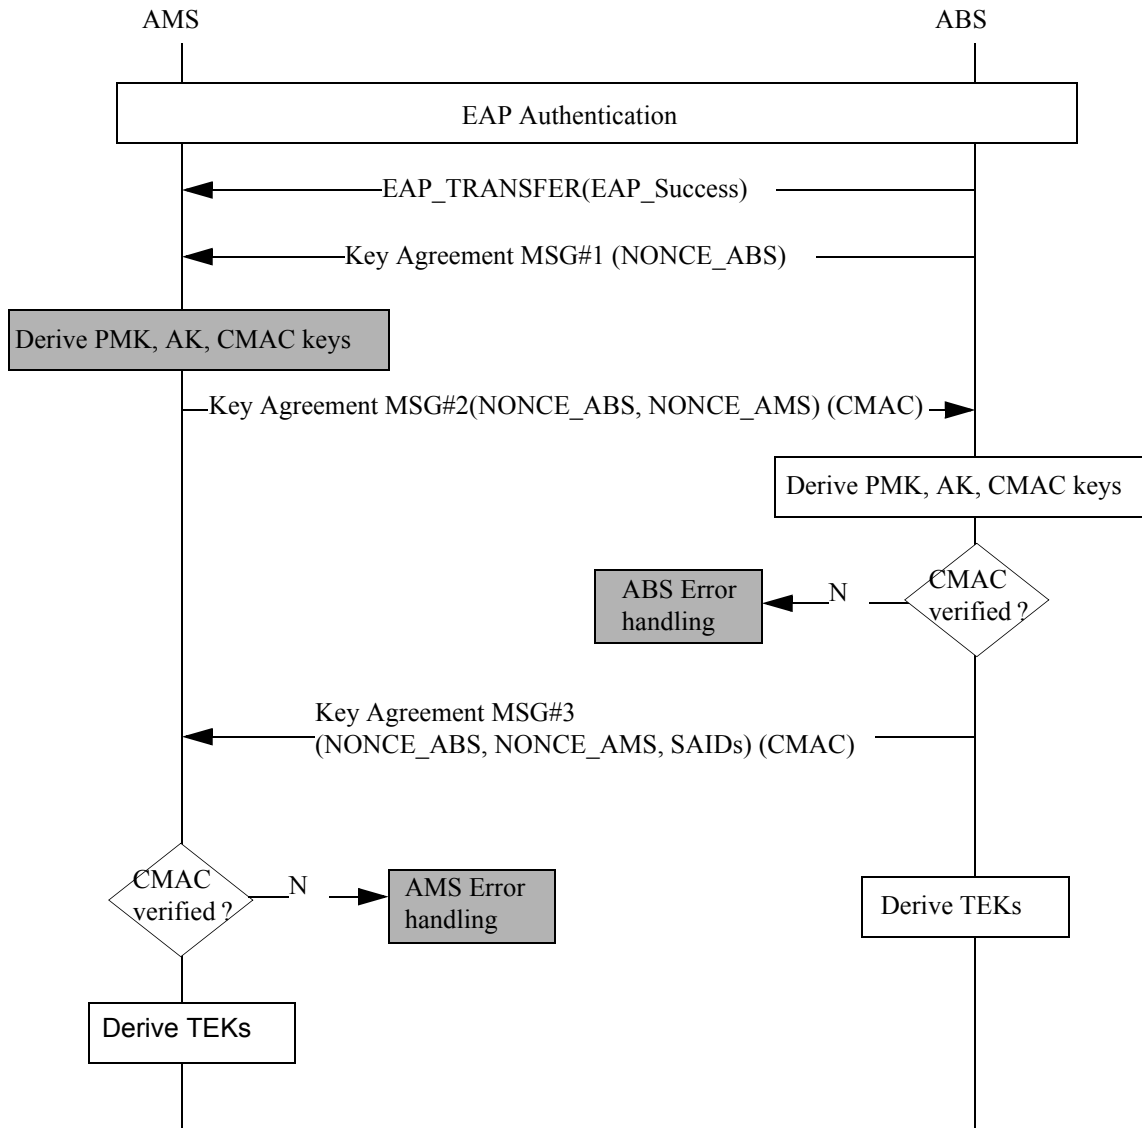 AMS
ABS
EAP Authentication
EAP_TRANSFER(EAP_Success)
Key Agreement MSG#1 (NONCE_ABS)
Derive PMK, AK, CMAC keys
Key Agreement MSG#2(NONCE_ABS, NONCE_AMS) (CMAC)
Derive PMK, AK, CMAC keys
CMAC
verified ?
N
ABS Error
handling
Key Agreement MSG#3
(NONCE_ABS, NONCE_AMS, SAIDs) (CMAC)
CMAC
verified ?
N
AMS Error
handling
Derive TEKs
Derive TEKs